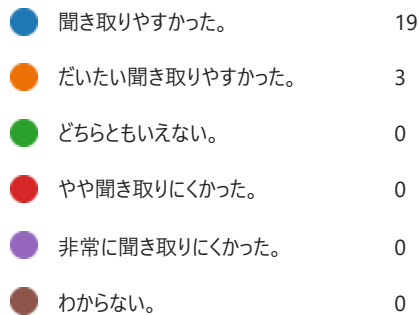 聞き取りやすかった。 19
だいたい聞き取りやすかった。 3
どちらともいえない。 0
やや聞き取りにくかった。 0
非常に聞き取りにくかった。 0
わからない。 0